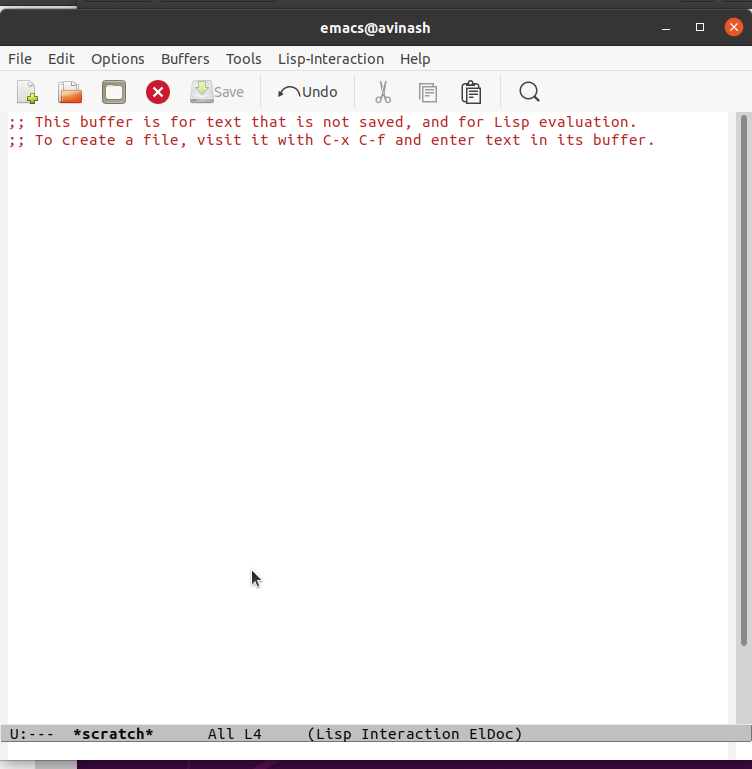 emacs@avinash
File Edit Options Buffers Tools Lisp-Interaction Help
Save Undo
;; This buffer is for text that is not saved, and for Lisp evaluation.
;; To create a file, visit it with C-x C-f and enter text in its buffer.
U:--- *scratch* All L4 (Lisp Interaction ElDoc)